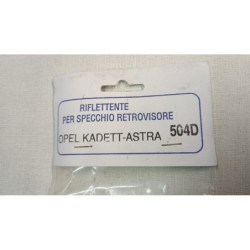 RIFLETTENTE
PER SPECCHIO RETROVISORE
OPEL KADETT-ASTRA 504D